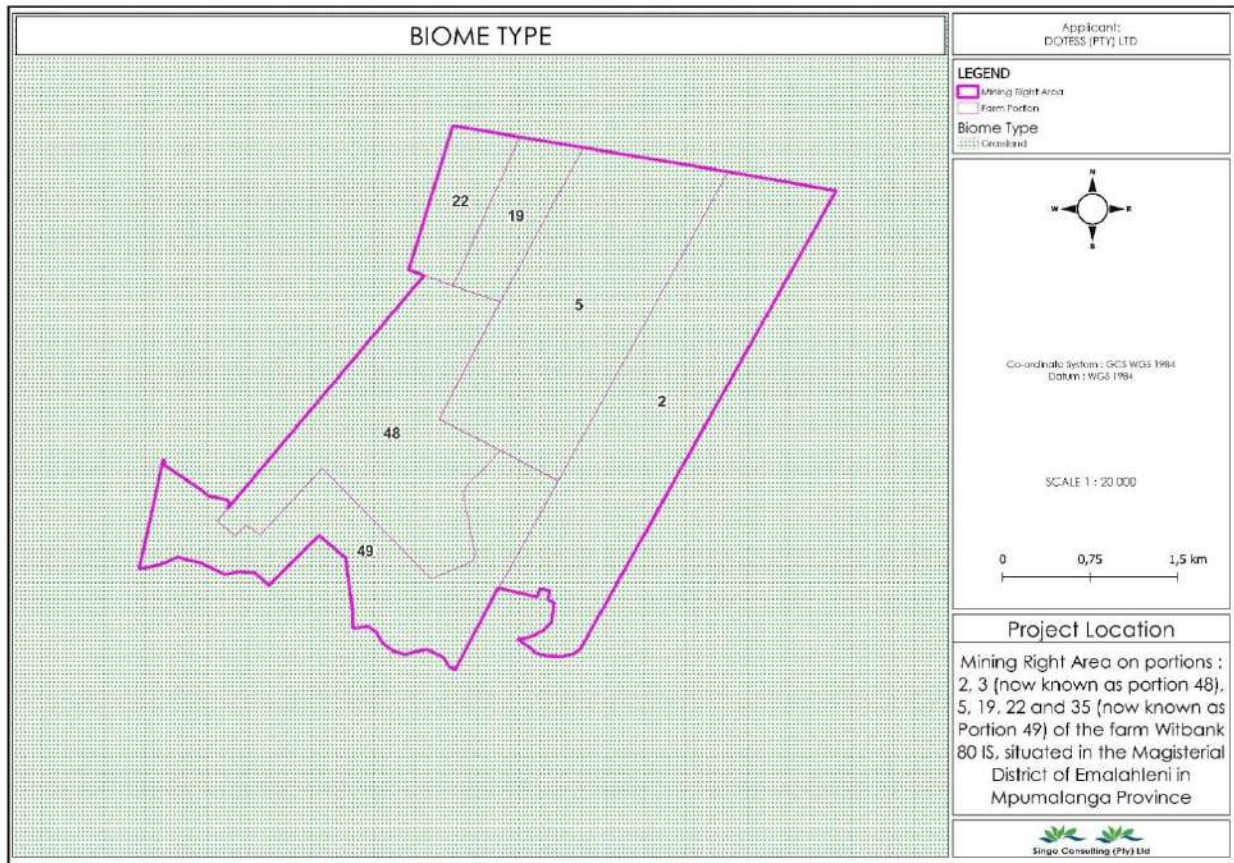 BIOME TYPE
22
19
5
2
48
49
Applicant:
DOTESS (PTY) LTD
LEGEND
Mining Right Area
Farm Portion
Biome Type
Grassland
N
W
E
S
Co-ordinate System : GCS WGS 1984
Datum : WGS 1984
SCALE 1 : 20 000
0 0,75 1,5 km
Project Location
Mining Right Area on portions :
2, 3 (now known as portion 48),
5, 19, 22 and 35 (now known as
Portion 49) of the farm Witbank
80 IS, situated in the Magisterial
District of Emalahleni in
Mpumalanga Province
Singo Consulting (Pty) Ltd